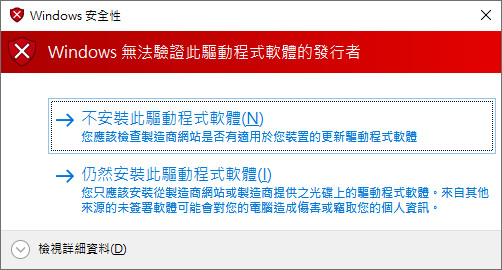 Windows 安全性
Windows 無法驗證此驅動程式軟體的發行者
不安裝此驅動程式軟體(N)
您應該檢查製造商網站是否有適用於您裝置的更新驅動程式軟體
仍然安裝此驅動程式軟體(I)
您只應該安裝從製造商網站或製造商提供之光碟上的驅動程式軟體。來自其他
來源的未簽署軟體可能會對您的電腦造成傷害或竊取您的個人資訊。
檢視詳細資料(D)